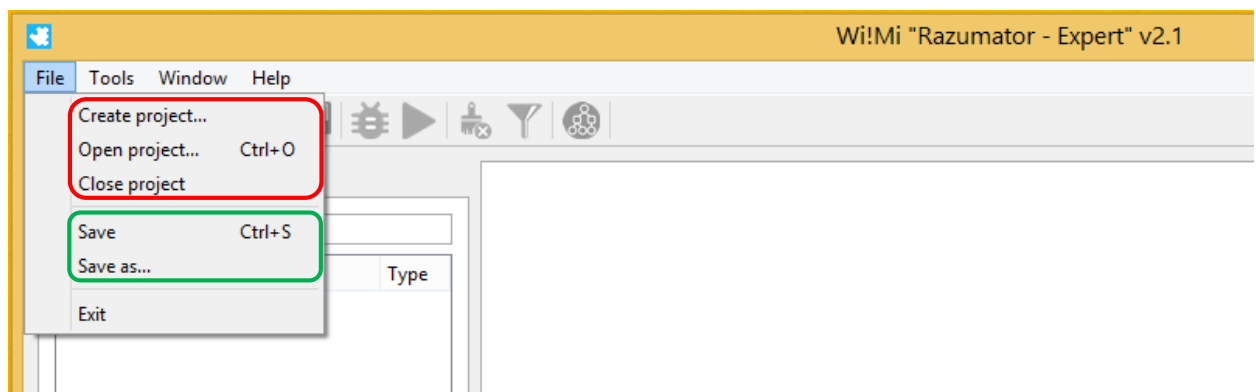 Wi!Mi "Razumator - Expert" v2.1
File Tools Window Help
Create project...
Open project... Ctrl+O
Close project
Save Ctrl+S
Save as...
Type
Exit